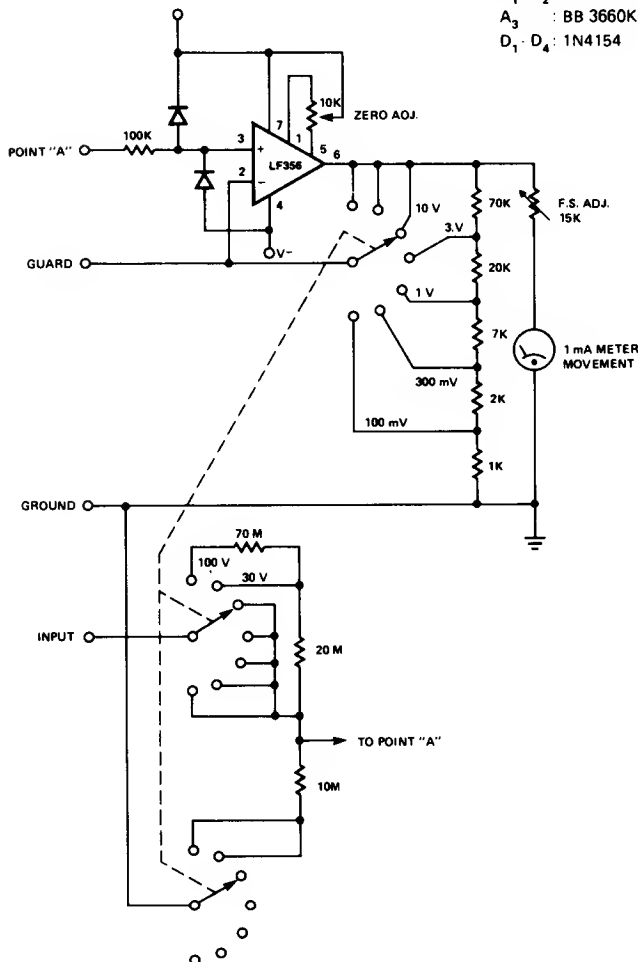 A₃ : BB 3660K
D₁ - D₄ : 1N4154
10K
ZERO AOJ.
7
1
5
POINT "A"
100K
3
+
LF356
6
2
−
4
V−
10 V
70K
F.S. ADJ.
15K
3.V
GUARD
20K
1 V
7K
1 mA METER
MOVEMENT
300 mV
2K
100 mV
1K
GROUND
70 M
100 V
30 V
INPUT
20 M
TO POINT "A"
10M